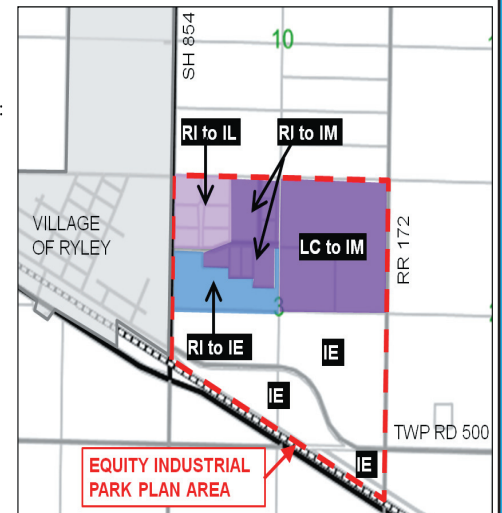 SH 854
10
:
RI to IL
RI to IM
VILLAGE
OF RYLEY
LC to IM
RR 172
3
RI to IE
IE
IE
TWP RD 500
IE
EQUITY INDUSTRIAL
PARK PLAN AREA